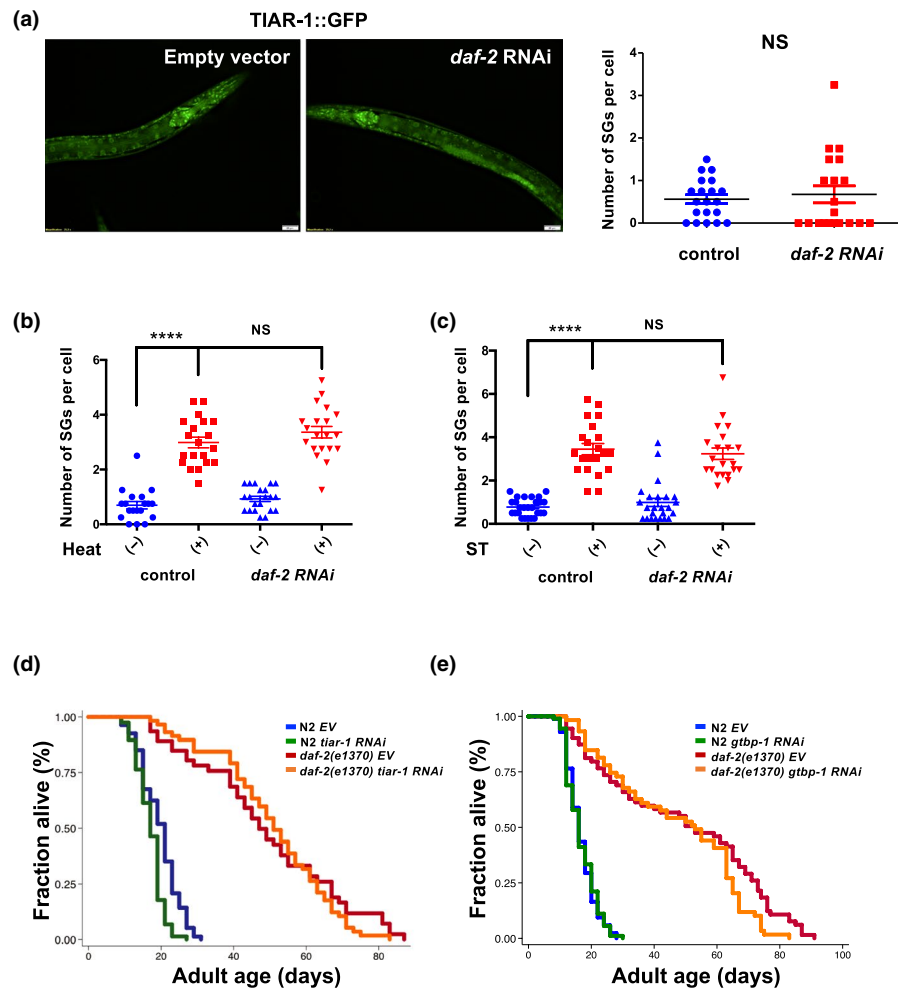 (a)
TIAR-1::GFP
Empty vector
daf-2 RNAi
NS
Number of SGs per cell
4
3
2
1
0
control
daf-2 RNAi
(b)
****
NS
Number of SGs per cell
6
4
2
0
Heat
(−)
(+)
(−)
(+)
control
daf-2 RNAi
(c)
****
NS
Number of SGs per cell
8
6
4
2
0
ST
(−)
(+)
(−)
(+)
control
daf-2 RNAi
(d)
N2 EV
N2 tiar-1 RNAi
daf-2(e1370) EV
daf-2(e1370) tiar-1 RNAi
Fraction alive (%)
1.00
0.75
0.50
0.25
0.00
0
20
40
60
80
Adult age (days)
(e)
N2 EV
N2 gtbp-1 RNAi
daf-2(e1370) EV
daf-2(e1370) gtbp-1 RNAi
Fraction alive (%)
1.00
0.75
0.50
0.25
0.00
0
20
40
60
80
100
Adult age (days)